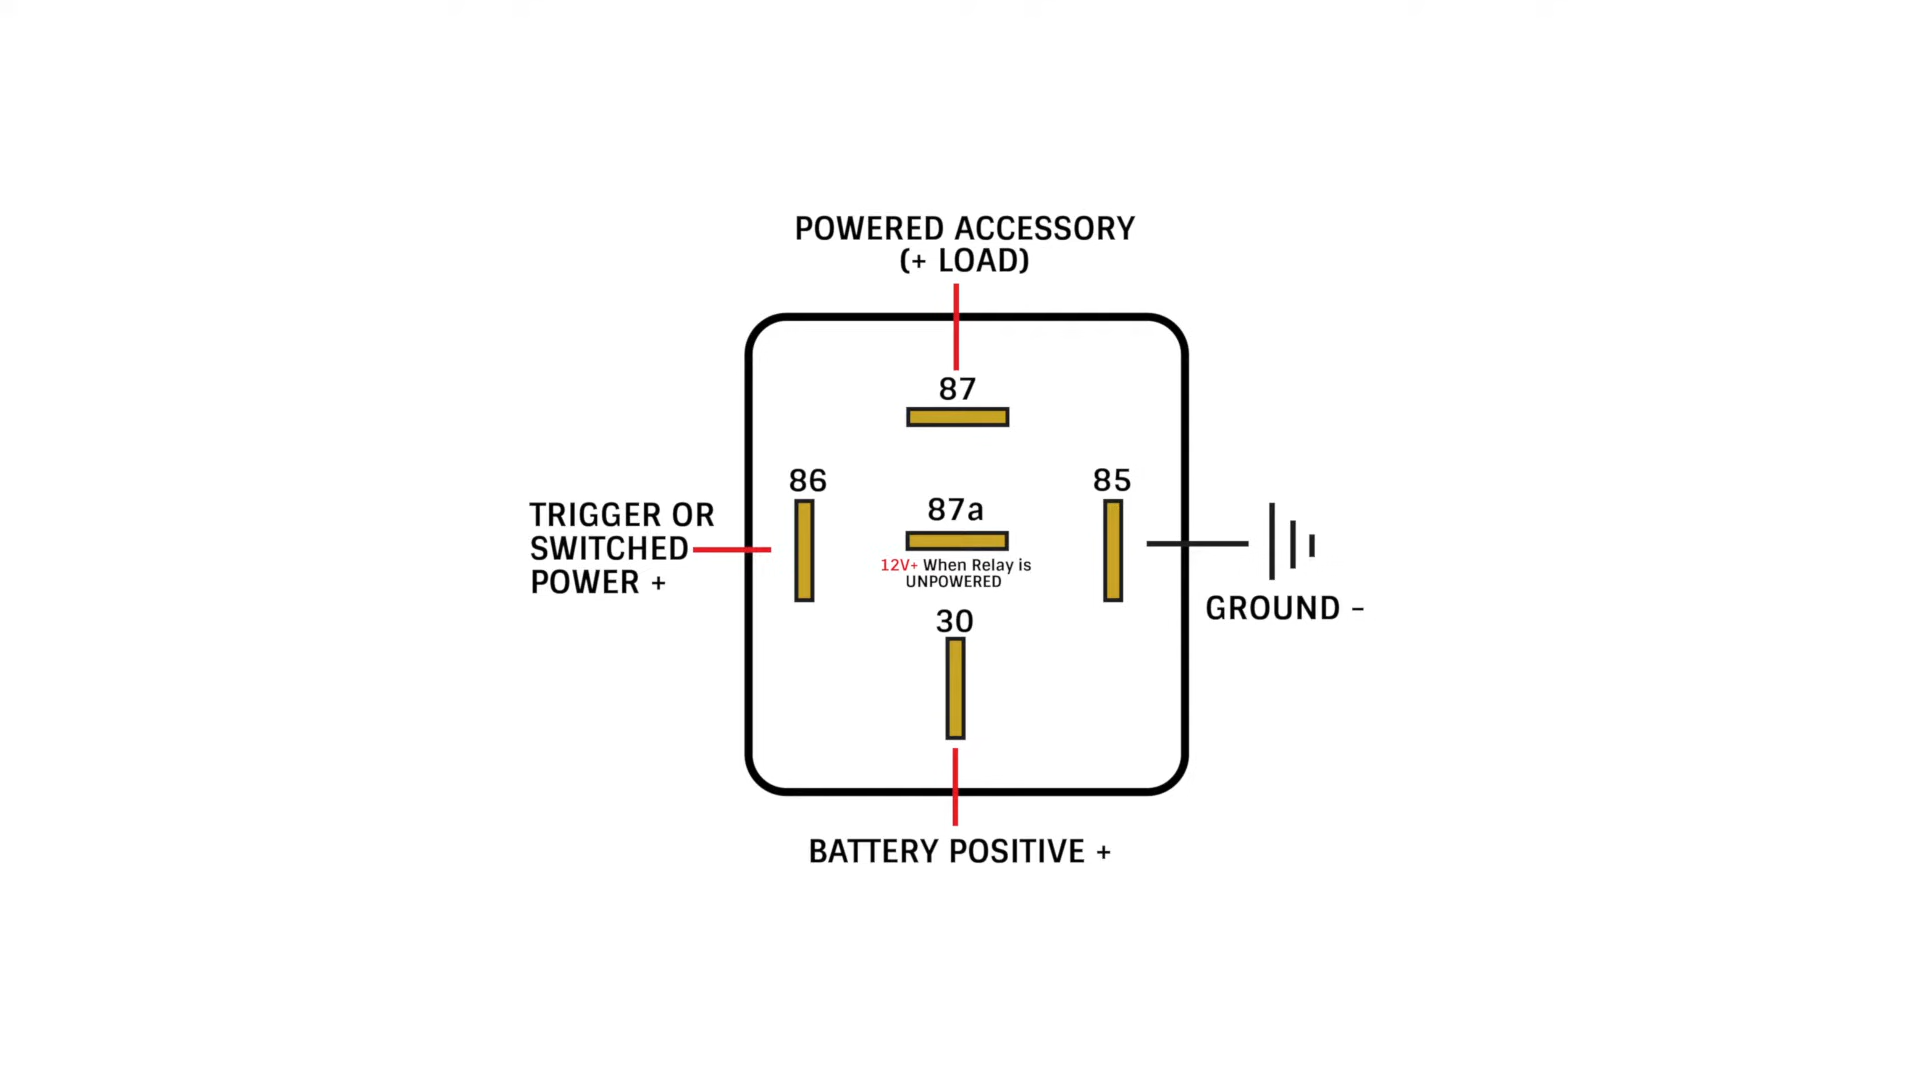 POWERED ACCESSORY
(+ LOAD)
87
86
85
87a
TRIGGER OR
SWITCHED
POWER +
12V+ When Relay is
UNPOWERED
GROUND –
30
BATTERY POSITIVE +